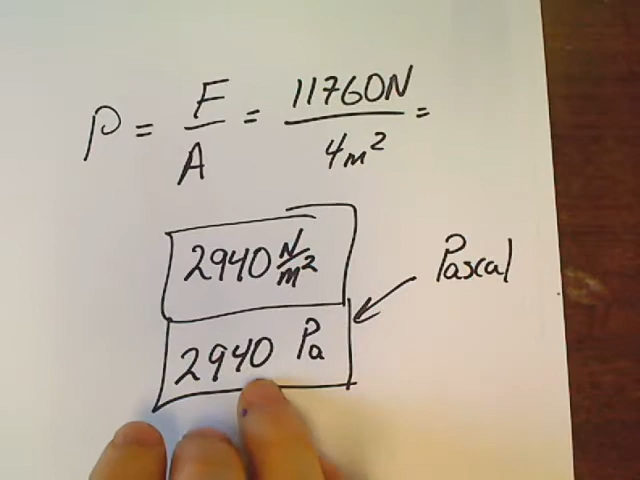 P = F/A = 11760N/4m² =
2940 N/m²
Pascal
2940 Pa